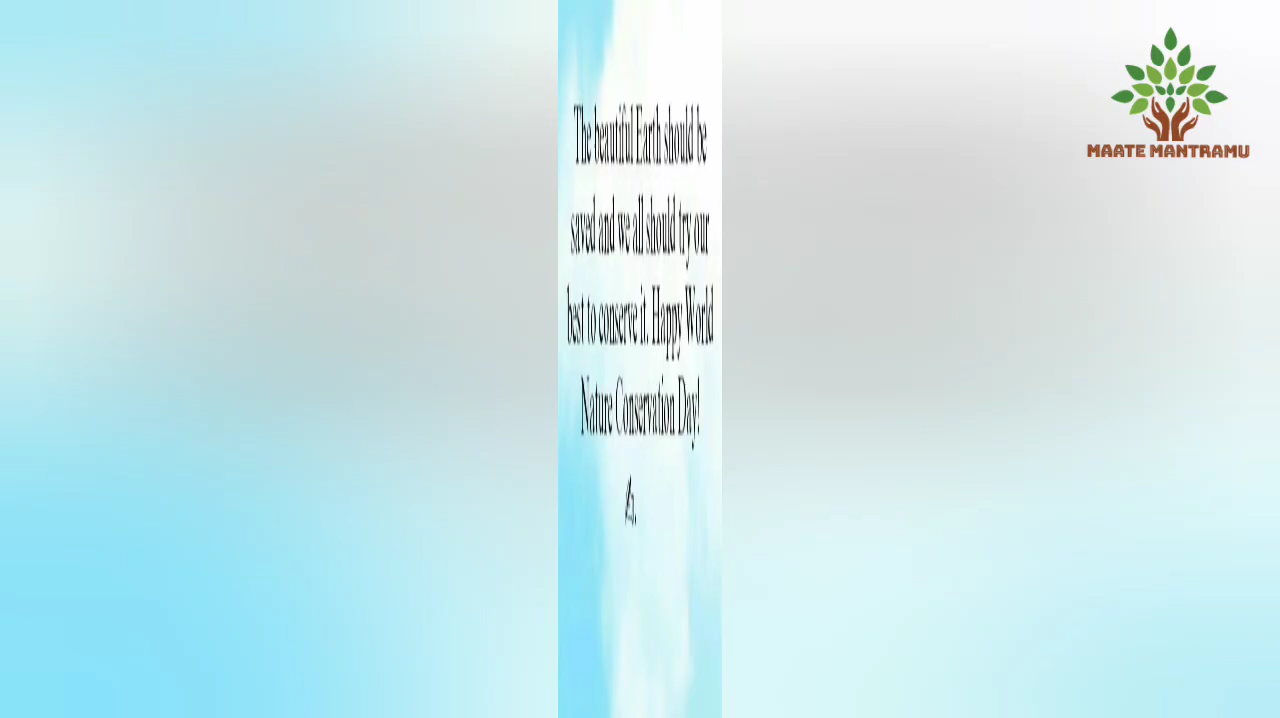 The beautiful Earth should be
saved and we all should try our
best to conserve it. Happy World
Nature Conservation Day!
✍.
MAATE MANTRAMU